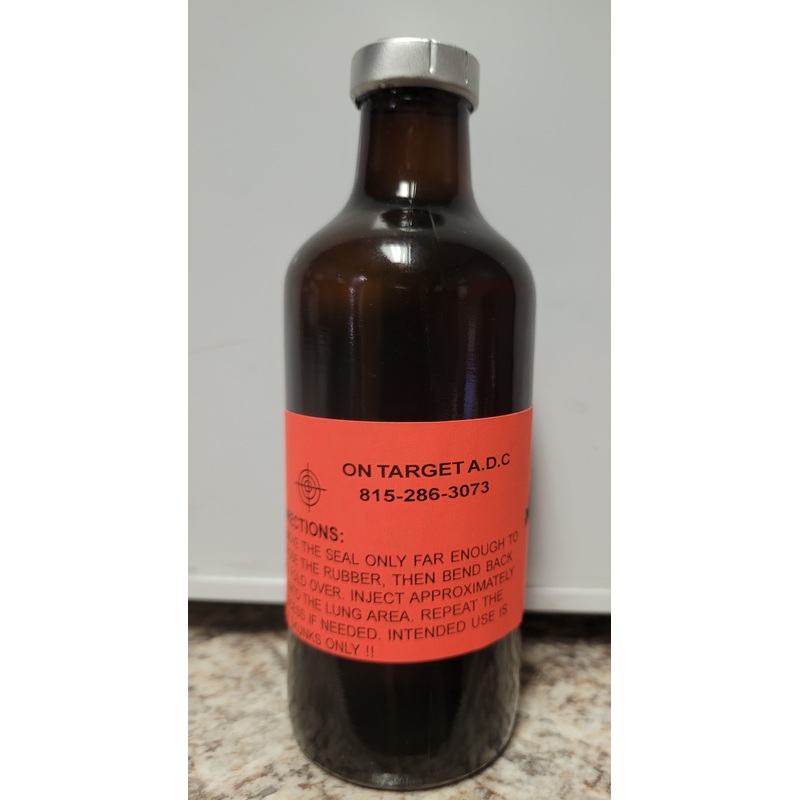 ON TARGET A.D.C
815-286-3073
THE SEAL ONLY FAR ENOUGH TO
THE RUBBER, THEN BEND BACK
OVER. INJECT APPROXIMATELY
THE LUNG AREA. REPEAT THE
IF NEEDED. INTENDED USE IS
ONLY !!